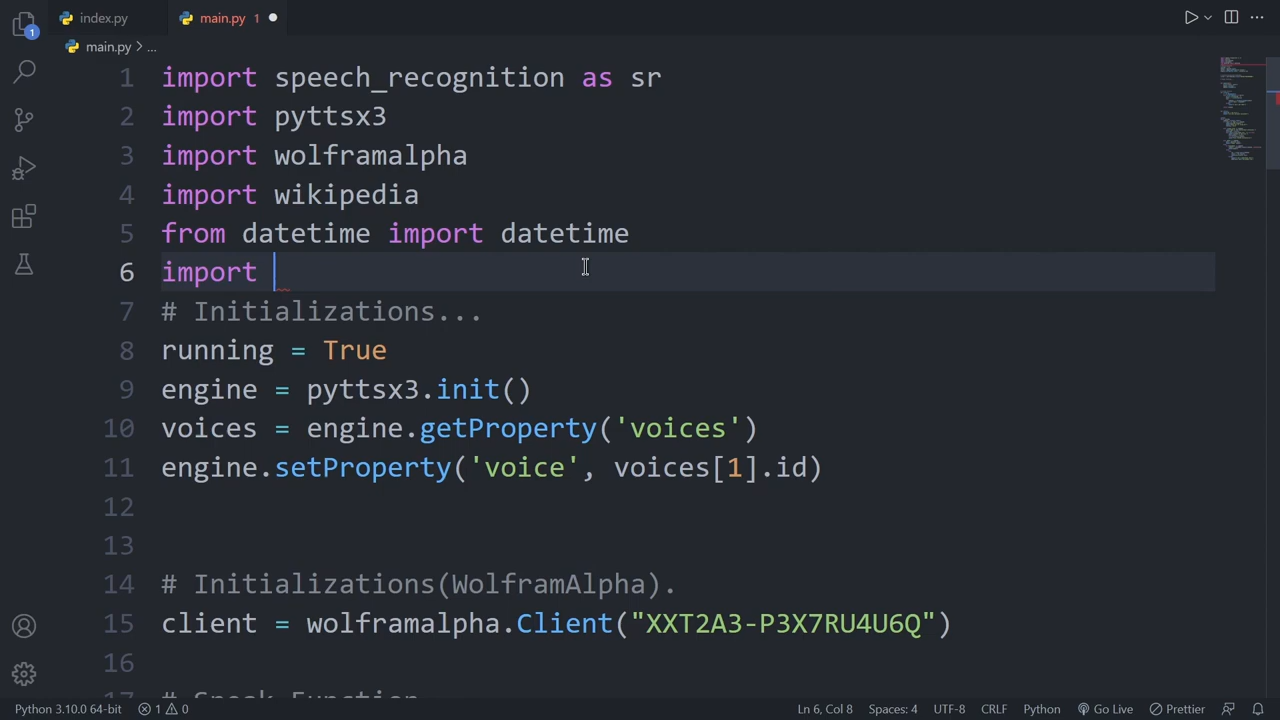 index.py
main.py 1
main.py > ...
1 import speech_recognition as sr
2 import pyttsx3
3 import wolframalpha
4 import wikipedia
5 from datetime import datetime
6 import
7 # Initializations...
8 running = True
9 engine = pyttsx3.init()
10 voices = engine.getProperty('voices')
11 engine.setProperty('voice', voices[1].id)
12
13
14 # Initializations(WolframAlpha).
15 client = wolframalpha.Client("XXT2A3-P3X7RU4U6Q")
16
17 # Speak Function
1
Python 3.10.0 64-bit 1 0 Ln 6, Col 8 Spaces: 4 UTF-8 CRLF Python Go Live Prettier